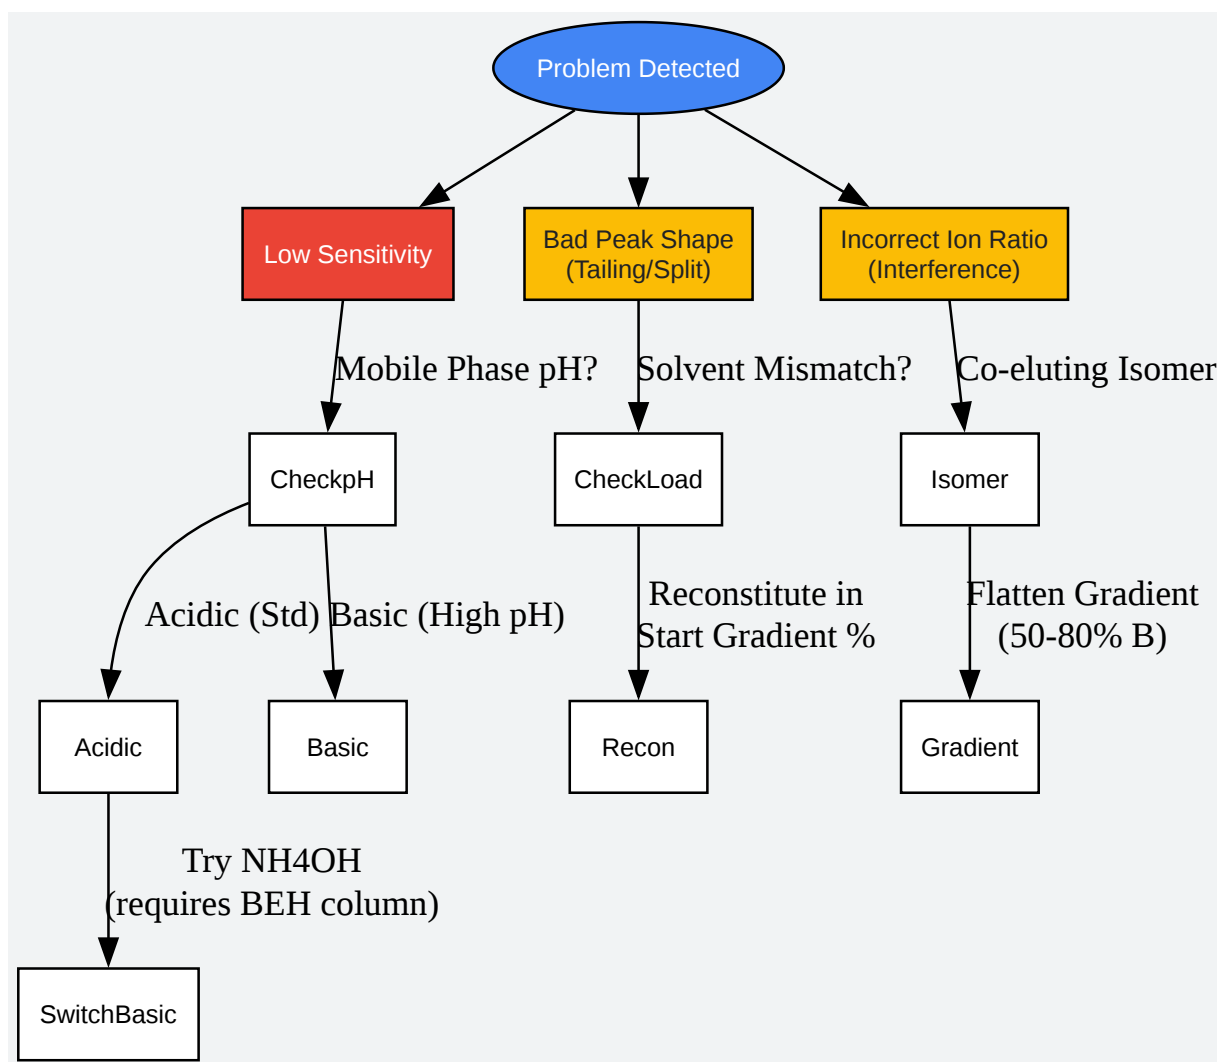 Problem Detected
Low Sensitivity
Bad Peak Shape
(Tailing/Split)
Incorrect Ion Ratio
(Interference)
Mobile Phase pH?
Solvent Mismatch?
Co-eluting Isomer
CheckpH
CheckLoad
Isomer
Acidic (Std)
Basic (High pH)
Reconstitute in
Start Gradient %
Flatten Gradient
(50-80% B)
Acidic
Basic
Recon
Gradient
Try NH4OH
(requires BEH column)
SwitchBasic